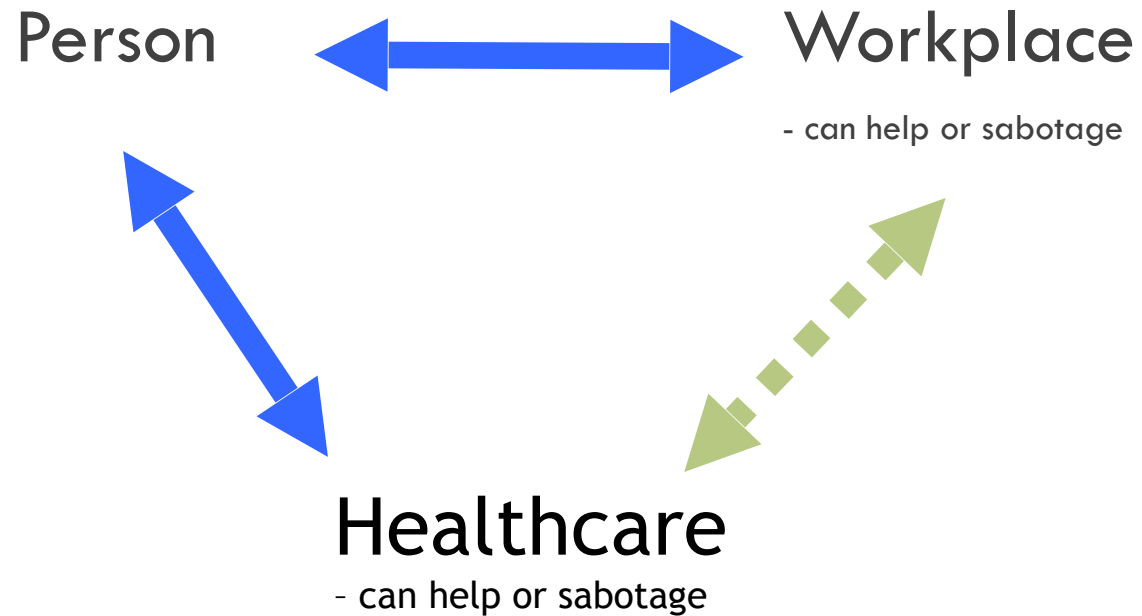 Person
Workplace
- can help or sabotage
Healthcare
- can help or sabotage